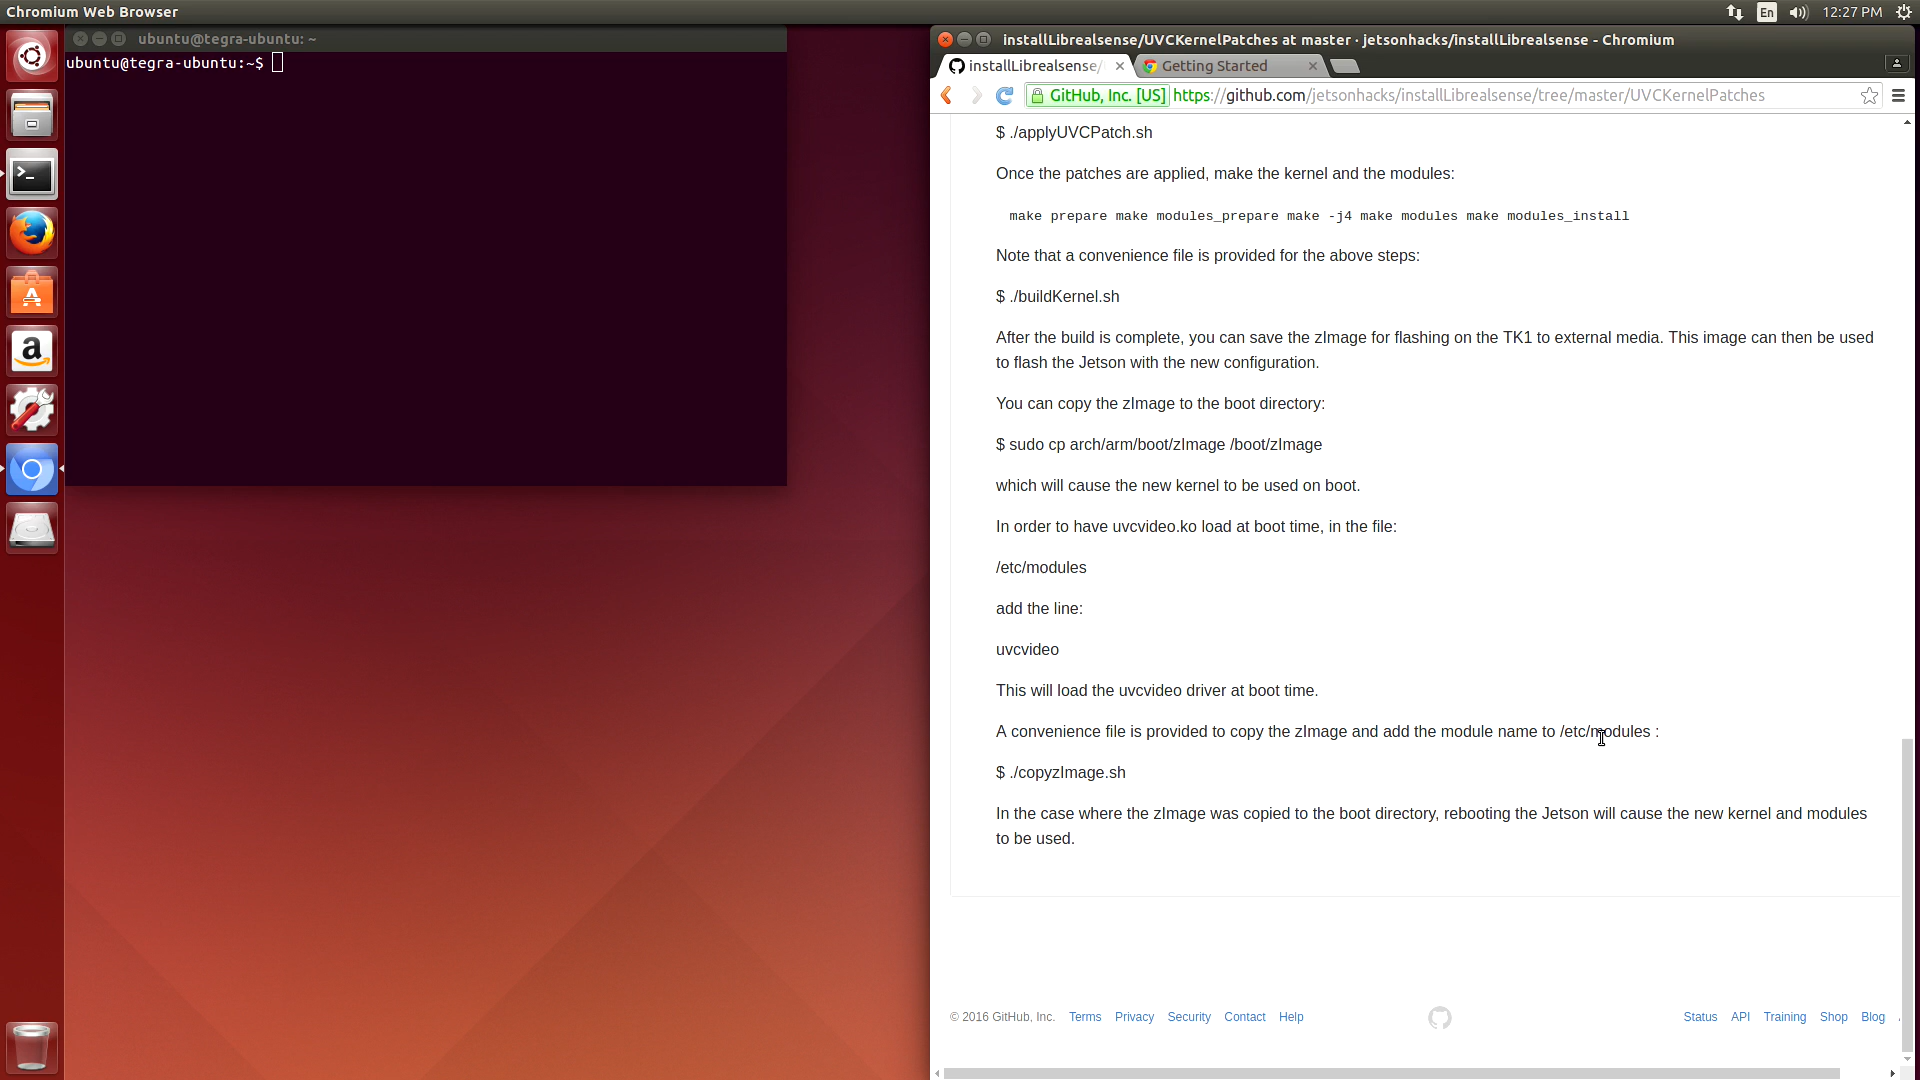 Chromium Web Browser
En
12:27 PM
ubuntu@tegra-ubuntu: ~
ubuntu@tegra-ubuntu:~$
installLibrealsense/UVCKernelPatches at master · jetsonhacks/installLibrealsense - Chromium
installLibrealsense/
Getting Started
GitHub, Inc. [US] https://github.com/jetsonhacks/installLibrealsense/tree/master/UVCKernelPatches
$ ./applyUVCPatch.sh
Once the patches are applied, make the kernel and the modules:
make prepare make modules_prepare make -j4 make modules make modules_install
Note that a convenience file is provided for the above steps:
$ ./buildKernel.sh
After the build is complete, you can save the zImage for flashing on the TK1 to external media. This image can then be used
to flash the Jetson with the new configuration.
You can copy the zImage to the boot directory:
$ sudo cp arch/arm/boot/zImage /boot/zImage
which will cause the new kernel to be used on boot.
In order to have uvcvideo.ko load at boot time, in the file:
/etc/modules
add the line:
uvcvideo
This will load the uvcvideo driver at boot time.
A convenience file is provided to copy the zImage and add the module name to /etc/modules :
$ ./copyzImage.sh
In the case where the zImage was copied to the boot directory, rebooting the Jetson will cause the new kernel and modules
to be used.
© 2016 GitHub, Inc. Terms Privacy Security Contact Help
Status API Training Shop Blog